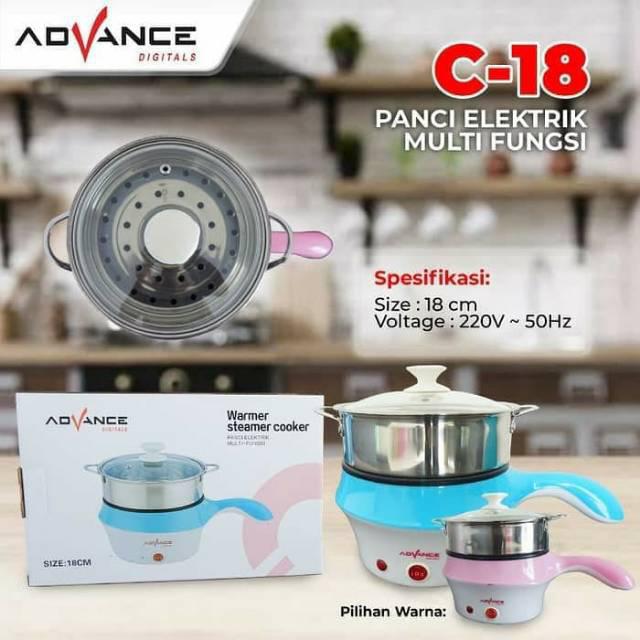 ADVANCE
DIGITALS
C-18
PANCI ELEKTRIK
MULTI FUNGSI
Spesifikasi:
Size : 18 cm
Voltage : 220V ~ 50Hz
ADVANCE
DIGITALS
Warmer
steamer cooker
PANCI ELEKTRIK
MULTI-FUNGSI
ADVANCE
SIZE:18CM
ADVANCE
ADVANCE
Pilihan Warna: